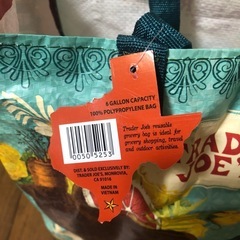 6 GALLON CAPACITY
100% POLYPROPYLENE BAG
00505253
Trader Joe's reusable
grocery bag is ideal for
grocery shopping, travel
and outdoor activities.
DIST. & SOLD EXCLUSIVELY BY:
TRADER JOE'S, MONROVIA,
CA 91016
MADE IN
VIETNAM
RAD
JOE'